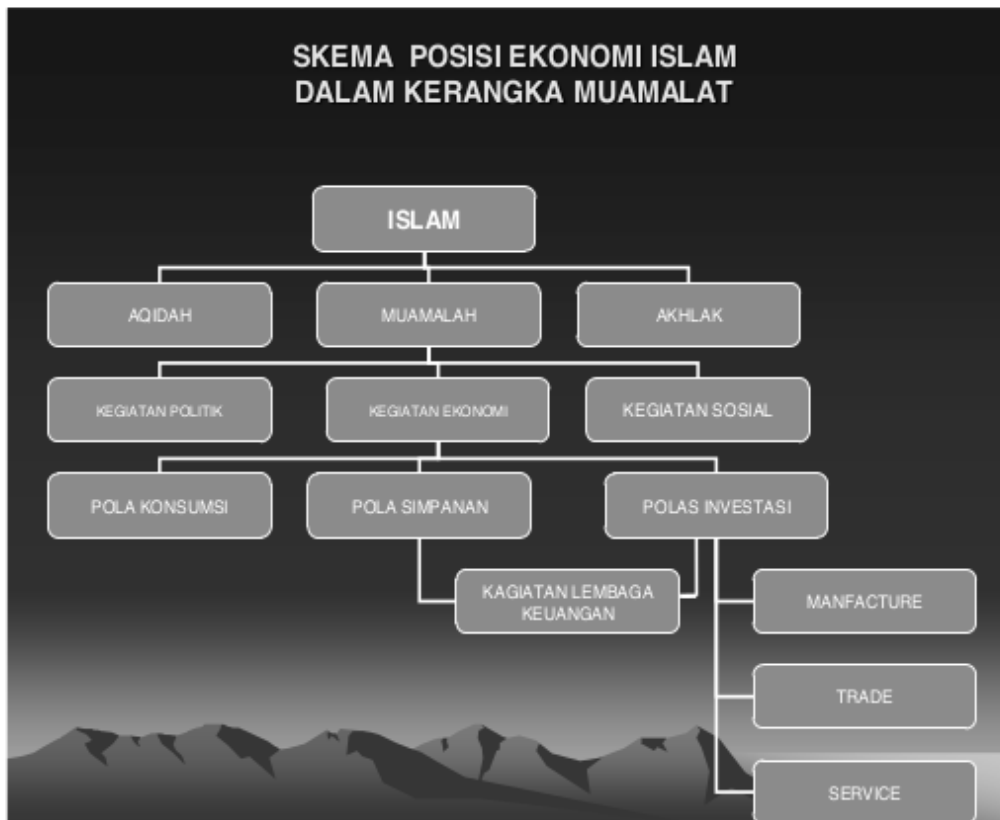 SKEMA POSISI EKONOMI ISLAM
DALAM KERANGKA MUAMALAT
ISLAM
AQIDAH
MUAMALAH
AKHLAK
KEGIATAN POLITIK
KEGIATAN EKONOMI
KEGIATAN SOSIAL
POLA KONSUMSI
POLA SIMPANAN
POLAS INVESTASI
KAGIATAN LEMBAGA
KEUANGAN
MANFACTURE
TRADE
SERVICE